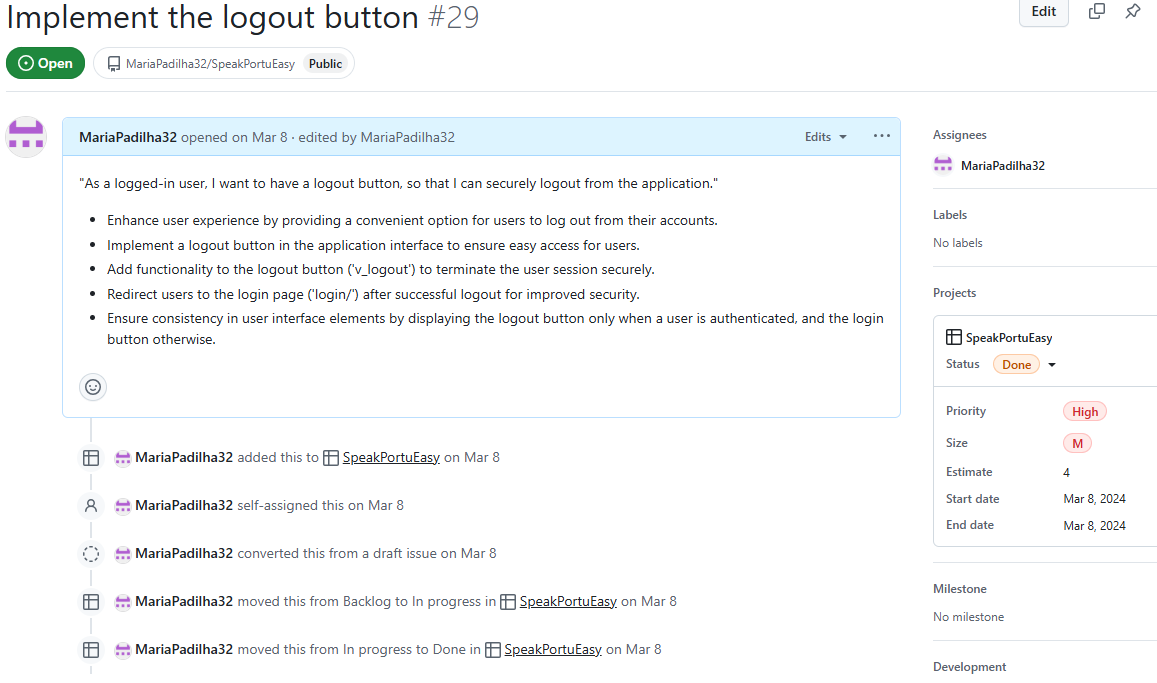 Implement the logout button #29
Edit
Open
MariaPadilha32/SpeakPortuEasy Public
MariaPadilha32 opened on Mar 8 · edited by MariaPadilha32
Edits
"As a logged-in user, I want to have a logout button, so that I can securely logout from the application."
• Enhance user experience by providing a convenient option for users to log out from their accounts.
• Implement a logout button in the application interface to ensure easy access for users.
• Add functionality to the logout button ('v_logout') to terminate the user session securely.
• Redirect users to the login page ('login/') after successful logout for improved security.
• Ensure consistency in user interface elements by displaying the logout button only when a user is authenticated, and the login
button otherwise.
MariaPadilha32 added this to SpeakPortuEasy on Mar 8
MariaPadilha32 self-assigned this on Mar 8
MariaPadilha32 converted this from a draft issue on Mar 8
MariaPadilha32 moved this from Backlog to In progress in SpeakPortuEasy on Mar 8
MariaPadilha32 moved this from In progress to Done in SpeakPortuEasy on Mar 8
Assignees
MariaPadilha32
Labels
No labels
Projects
SpeakPortuEasy
Status Done
Priority High
Size M
Estimate 4
Start date Mar 8, 2024
End date Mar 8, 2024
Milestone
No milestone
Development